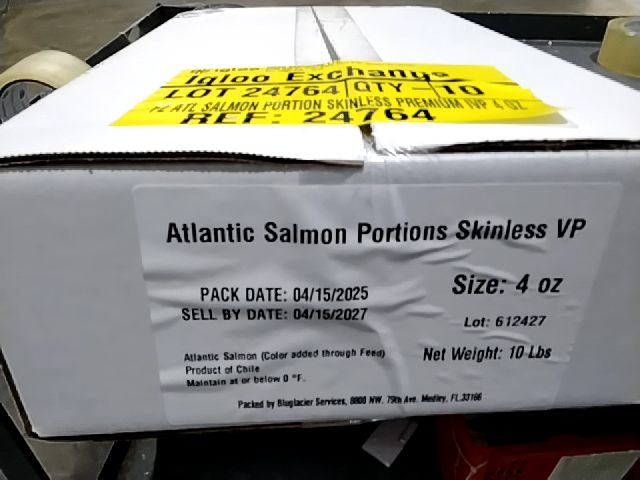 Igloo Exchange
LOT 24764 QTY - 10
ATL SALMON PORTION SKINLESS PREMIUM IVP 4 OZ
REF: 24764
Atlantic Salmon Portions Skinless VP
PACK DATE: 04/15/2025
SELL BY DATE: 04/15/2027
Size: 4 oz
Lot: 612427
Net Weight: 10 Lbs
Atlantic Salmon (Color added through Feed)
Product of Chile
Maintain at or below 0 °F.
Packed by Bluglacier Services, 8800 NW. 79th Ave. Medley, FL.33166